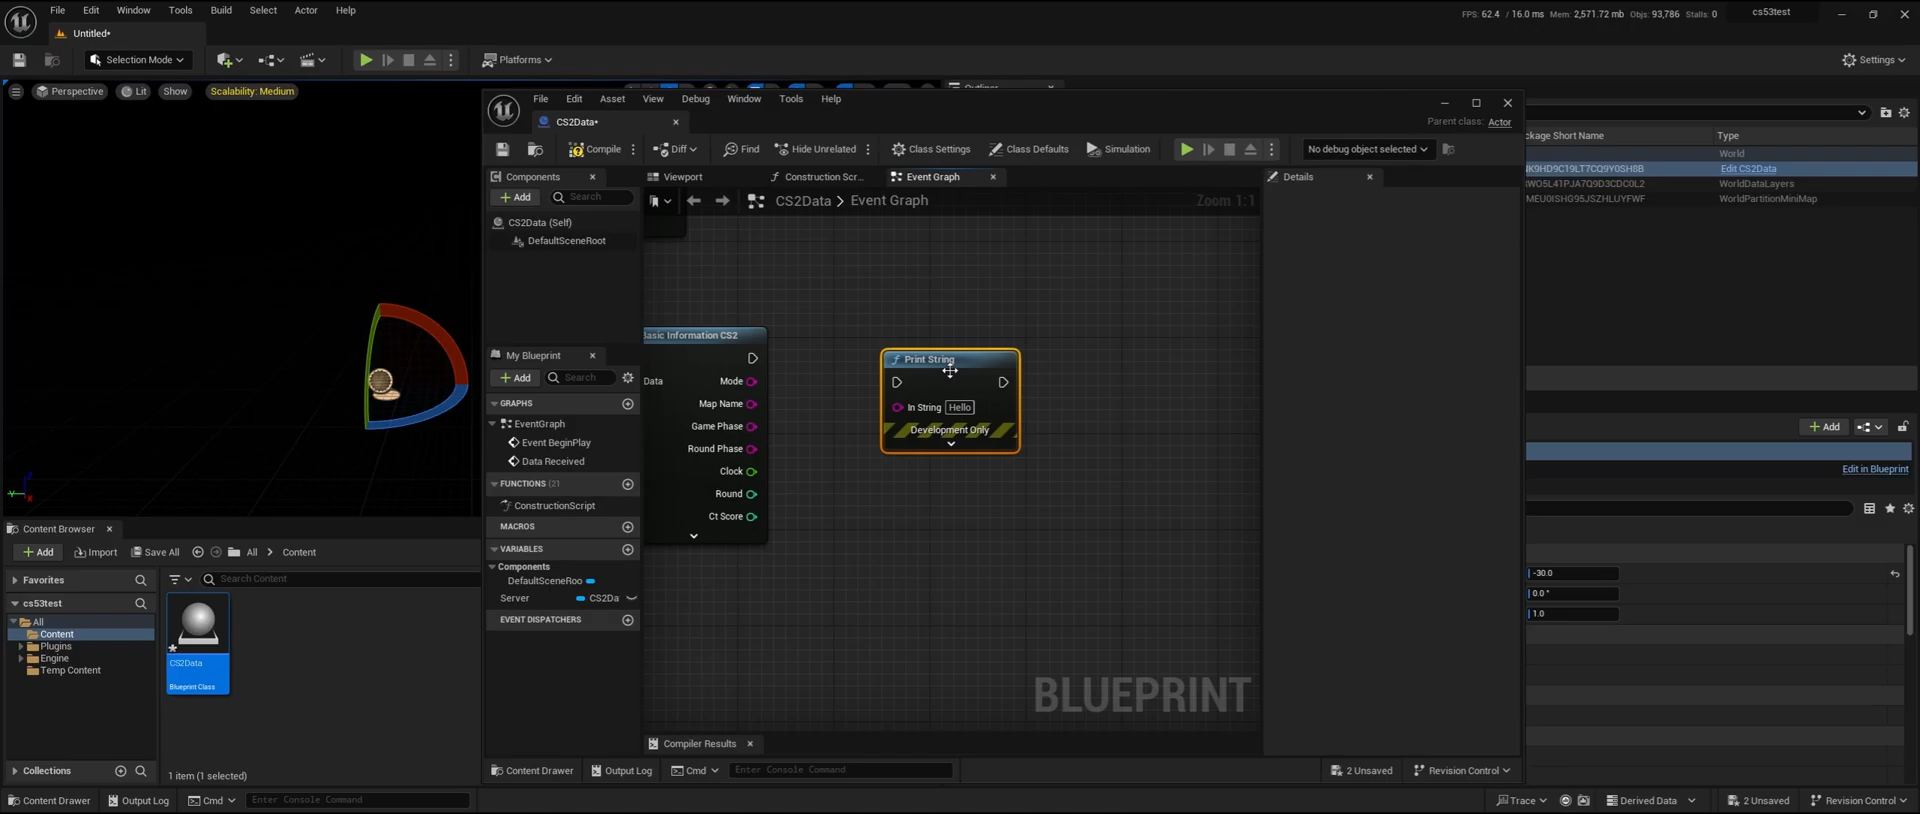 File Edit Window Tools Build Select Actor Help
FPS: 62.4 / 16.0 ms Mem: 2,571.72 mb Objs: 93,786 Stalls: 0 cs53test
Untitled*
Selection Mode Platforms Settings
Perspective Lit Show Scalability: Medium
File Edit Asset View Debug Window Tools Help
CS2Data*
Parent class: Actor
Compile Diff Find Hide Unrelated Class Settings Class Defaults Simulation No debug object selected
Components Viewport Construction Scr... Event Graph Details
+ Add Search
CS2Data > Event Graph Zoom 1:1
CS2Data (Self)
DefaultSceneRoot
ckage Short Name Type
World
Edit CS2Data
WorldDataLayers
WorldPartitionMiniMap
Basic Information CS2
Data Mode
Map Name
Game Phase
Round Phase
Clock
Round
Ct Score
Print String
In String Hello
Development Only
My Blueprint
+ Add Search
GRAPHS
EventGraph
Event BeginPlay
Data Received
FUNCTIONS (21
ConstructionScript
MACROS
VARIABLES
Components
DefaultSceneRoo
Server CS2Da
EVENT DISPATCHERS
BLUEPRINT
Compiler Results
Content Drawer Output Log Cmd Enter Console Command 2 Unsaved Revision Control
+ Add
Edit in Blueprint
-30.0
0.0 °
1.0
Content Browser
+ Add Import Save All All > Content
Favorites
Search Content
cs53test
All
Content
Plugins
Engine
Temp Content
CS2Data
Blueprint Class
Collections
1 item (1 selected)
Content Drawer Output Log Cmd Enter Console Command Trace Derived Data 2 Unsaved Revision Control